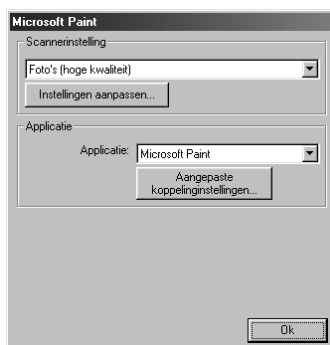 Microsoft Paint
Scannerinstelling
Foto's (hoge kwaliteit)
Instellingen aanpassen...
Applicatie
Applicatie: Microsoft Paint
Aangepaste
koppelinginstellingen...
Ok